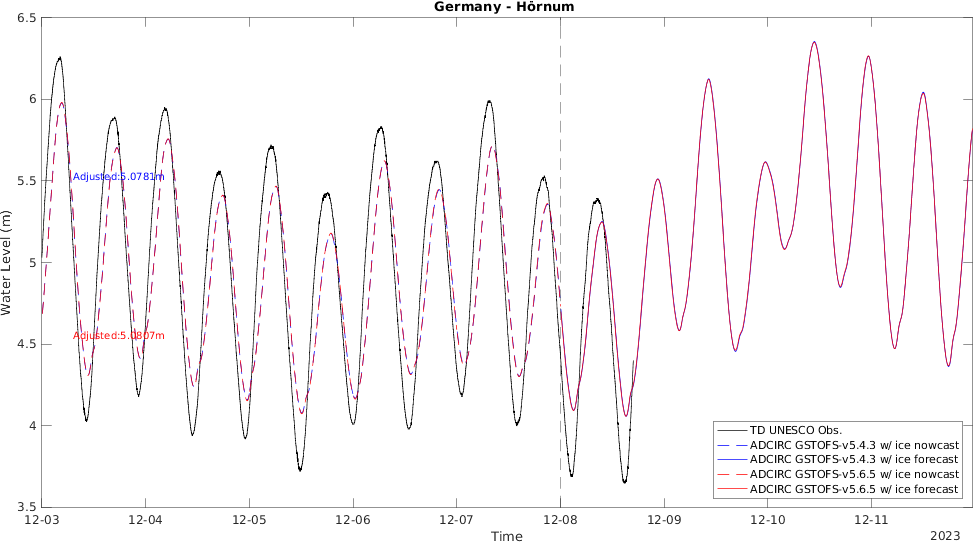 Germany - Hörnum
6.5
6
5.5
5
4.5
4
3.5
Water Level (m)
Adjusted:5.0781m
Adjusted:5.0807m
TD UNESCO Obs.
ADCIRC GSTOFS-v5.4.3 w/ ice nowcast
ADCIRC GSTOFS-v5.4.3 w/ ice forecast
ADCIRC GSTOFS-v5.6.5 w/ ice nowcast
ADCIRC GSTOFS-v5.6.5 w/ ice forecast
12-03 12-04 12-05 12-06 12-07 12-08 12-09 12-10 12-11
Time
2023